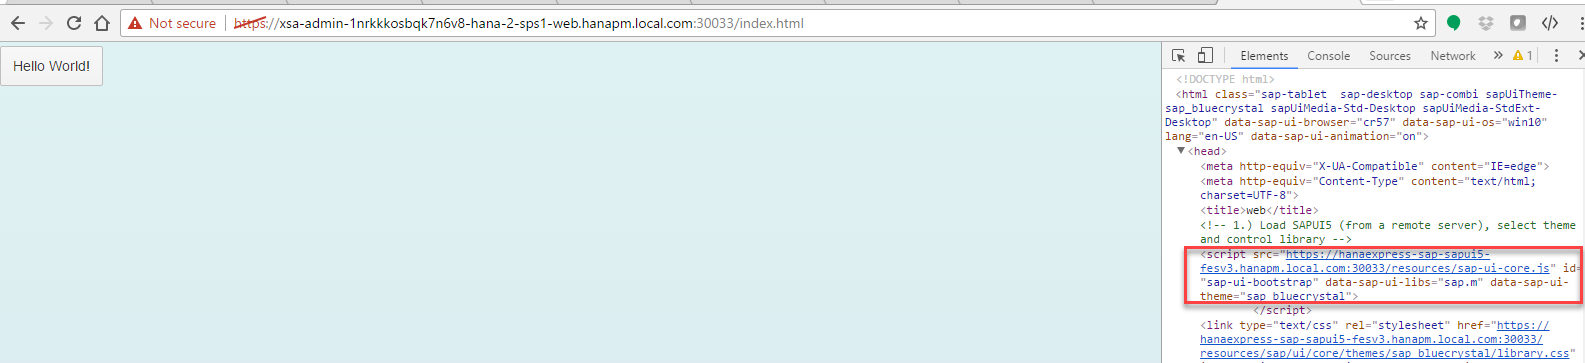 Not secure | https://xsa-admin-1nrkkkosbqk7n6v8-hana-2-sps1-web.hanapm.local.com:30033/index.html
Hello World!
Elements Console Sources Network » 1
<!DOCTYPE html>
<html class="sap-tablet  sap-desktop sap-combi sapUiTheme-
sap_bluecrystal sapUiMedia-Std-Desktop sapUiMedia-StdExt-
Desktop" data-sap-ui-browser="cr57" data-sap-ui-os="win10"
lang="en-US" data-sap-ui-animation="on">
▼<head>
<meta http-equiv="X-UA-Compatible" content="IE=edge">
<meta http-equiv="Content-Type" content="text/html;
charset=UTF-8">
<title>web</title>
<!-- 1.) Load SAPUI5 (from a remote server), select theme
and control library -->
<script src="https://hanaexpress-sap-sapui5-
fesv3.hanapm.local.com:30033/resources/sap-ui-core.js" id=
"sap-ui-bootstrap" data-sap-ui-libs="sap.m" data-sap-ui-
theme="sap_bluecrystal">
</script>
<link type="text/css" rel="stylesheet" href="https://
hanaexpress-sap-sapui5-fesv3.hanapm.local.com:30033/
resources/sap/ui/core/themes/sap_bluecrystal/library.css"